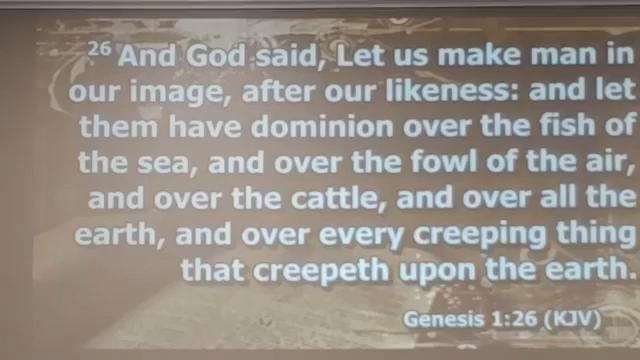 26 And God said, Let us make man in
our image, after our likeness: and let
them have dominion over the fish of
the sea, and over the fowl of the air,
and over the cattle, and over all the
earth, and over every creeping thing
that creepeth upon the earth.
Genesis 1:26 (KJV)